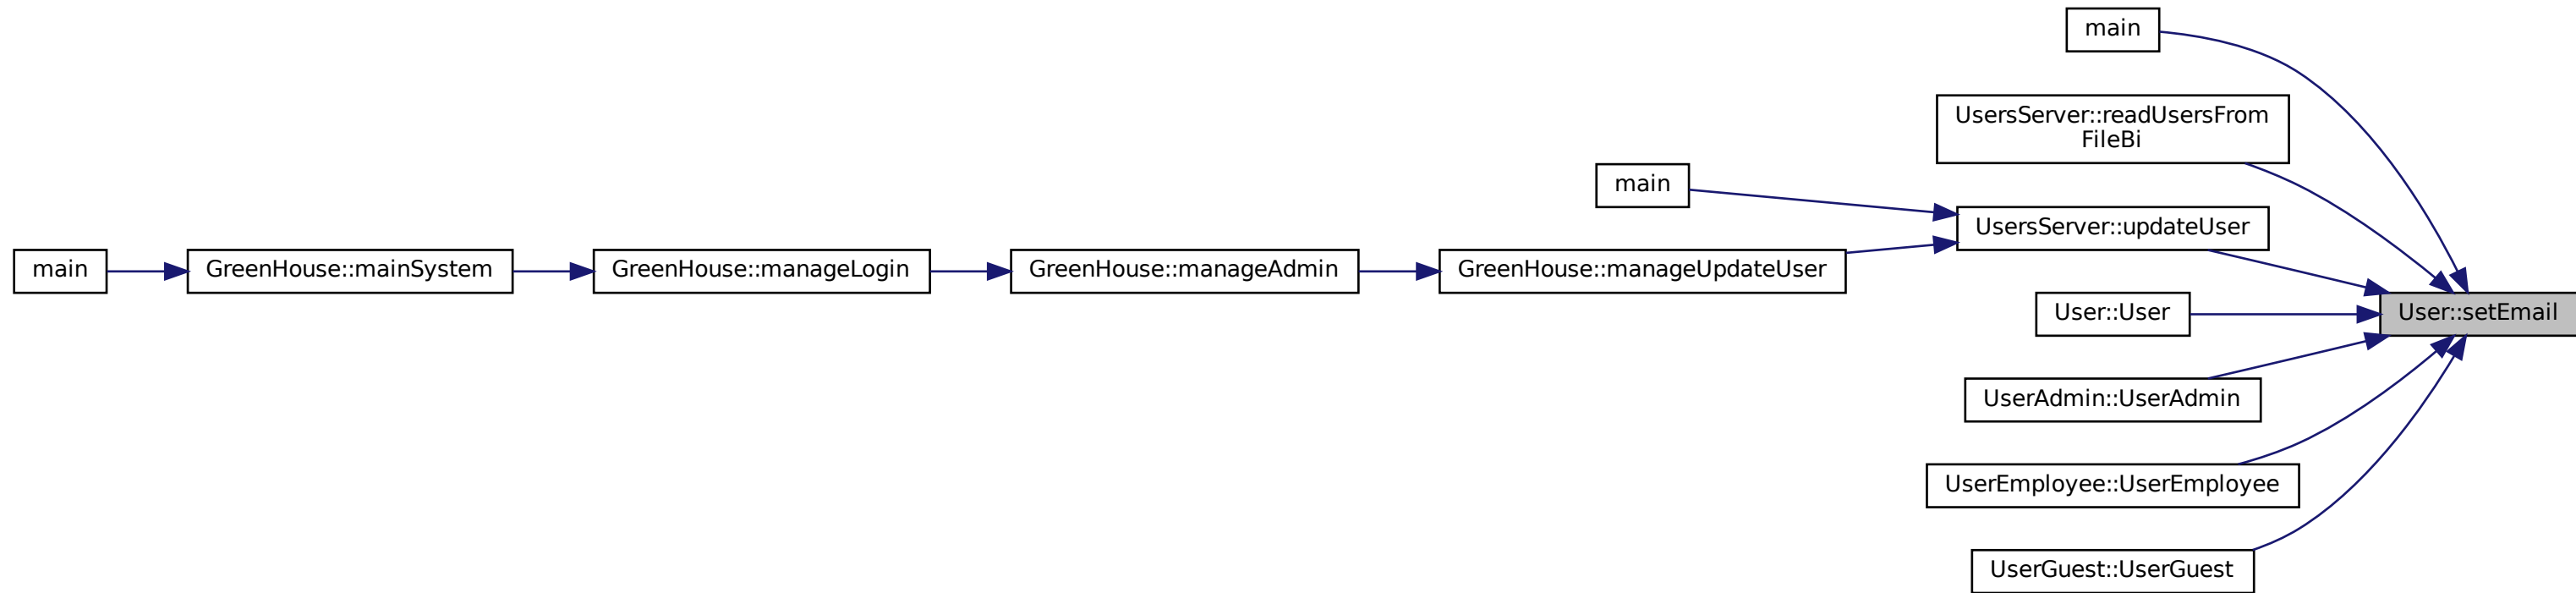 main
UsersServer::readUsersFrom
FileBi
main
UsersServer::updateUser
main
GreenHouse::mainSystem
GreenHouse::manageLogin
GreenHouse::manageAdmin
GreenHouse::manageUpdateUser
User::User
User::setEmail
UserAdmin::UserAdmin
UserEmployee::UserEmployee
UserGuest::UserGuest